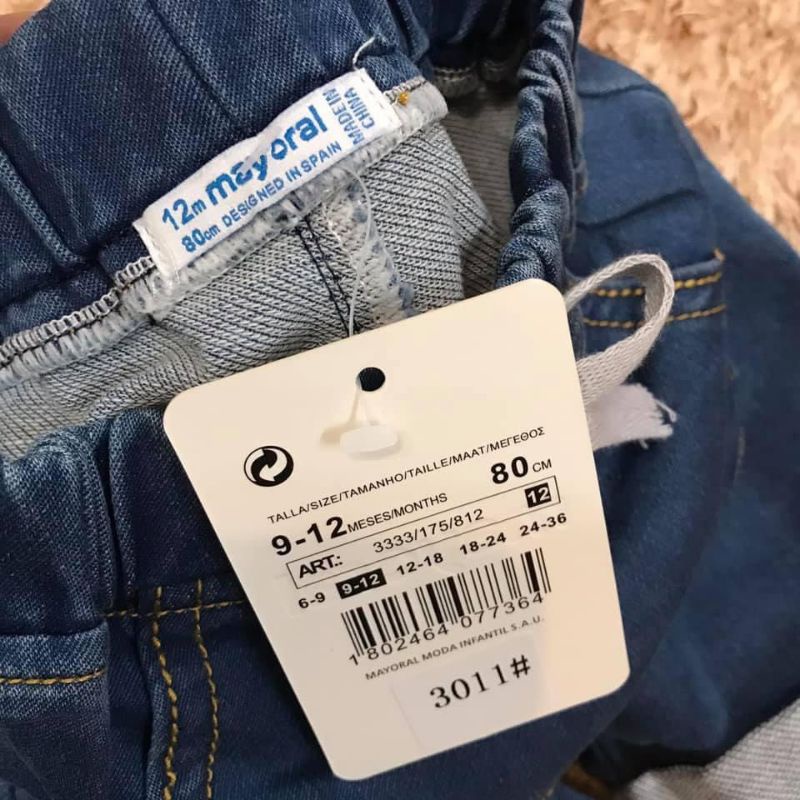 12m mayoral MADE IN
CHINA
80cm DESIGNED IN SPAIN
TALLA/SIZE/TAMANHO/TAILLE/MAAT/ΜΕΓΕΘΟΣ
9-12 MESES/MONTHS 80 CM
ART.: 3333/175/812 12
6-9 9-12 12-18 18-24 24-36
1802464 077364
MAYORAL MODA INFANTIL S.A.U.
3011#